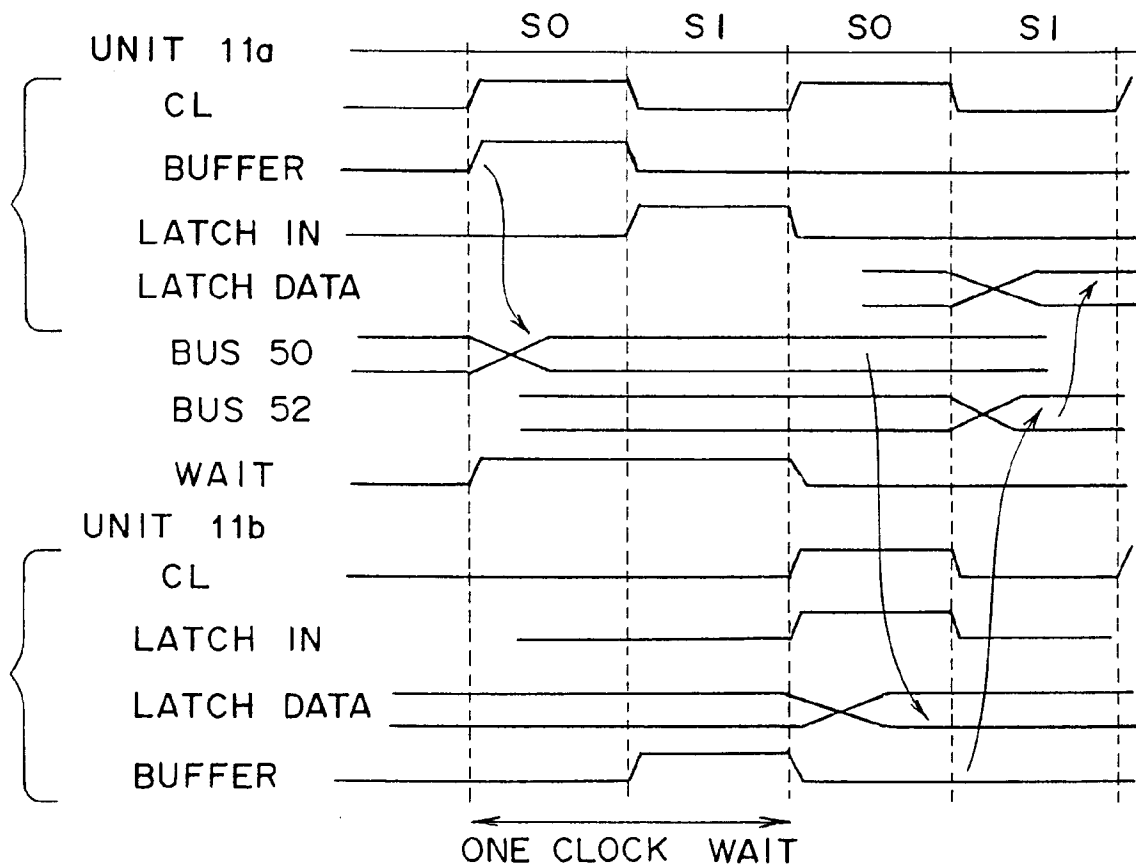 S0 S1 S0 S1
UNIT 11a
CL
BUFFER
LATCH IN
LATCH DATA
BUS 50
BUS 52
WAIT
UNIT 11b
CL
LATCH IN
LATCH DATA
BUFFER
ONE CLOCK WAIT